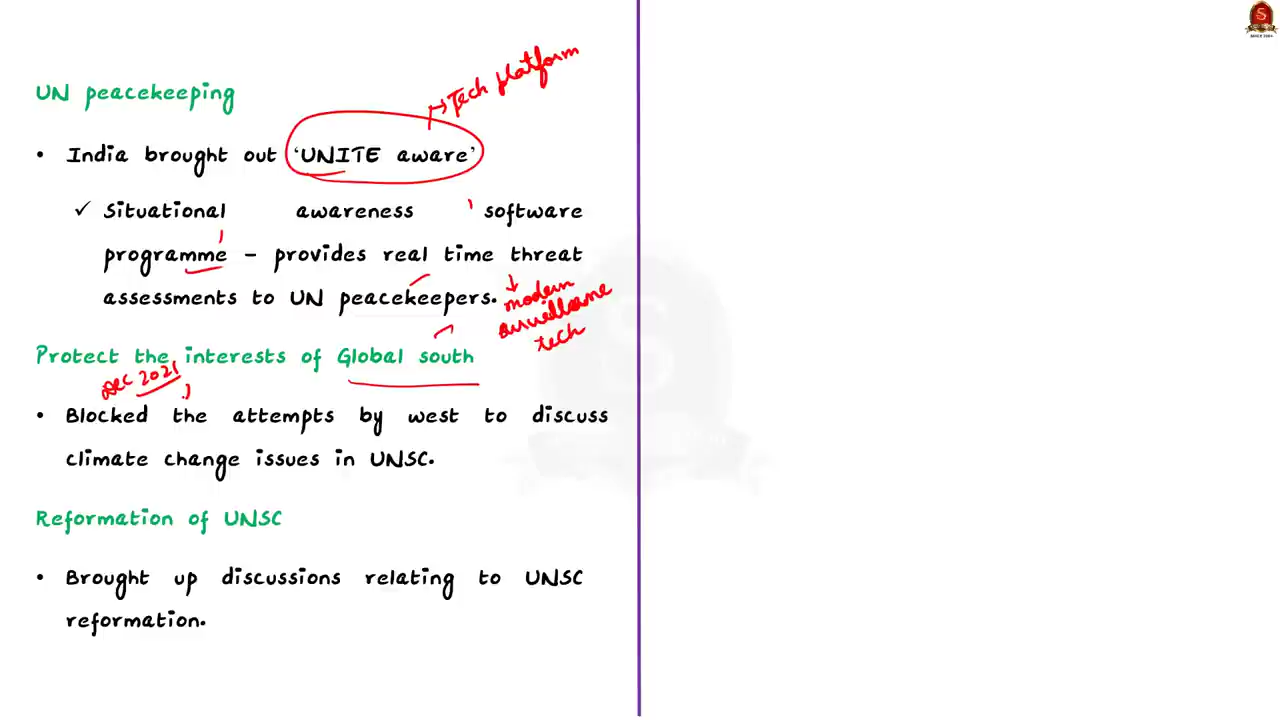 UN peacekeeping
Tech platform
• India brought out ‘UNITE aware’
✓ Situational awareness software
programme – provides real time threat
assessments to UN peacekeepers.
modern
surveillance
tech
Protect the interests of Global south
Dec 2021
• Blocked the attempts by west to discuss
climate change issues in UNSC.
Reformation of UNSC
• Brought up discussions relating to UNSC
reformation.
S
SINCE 2004